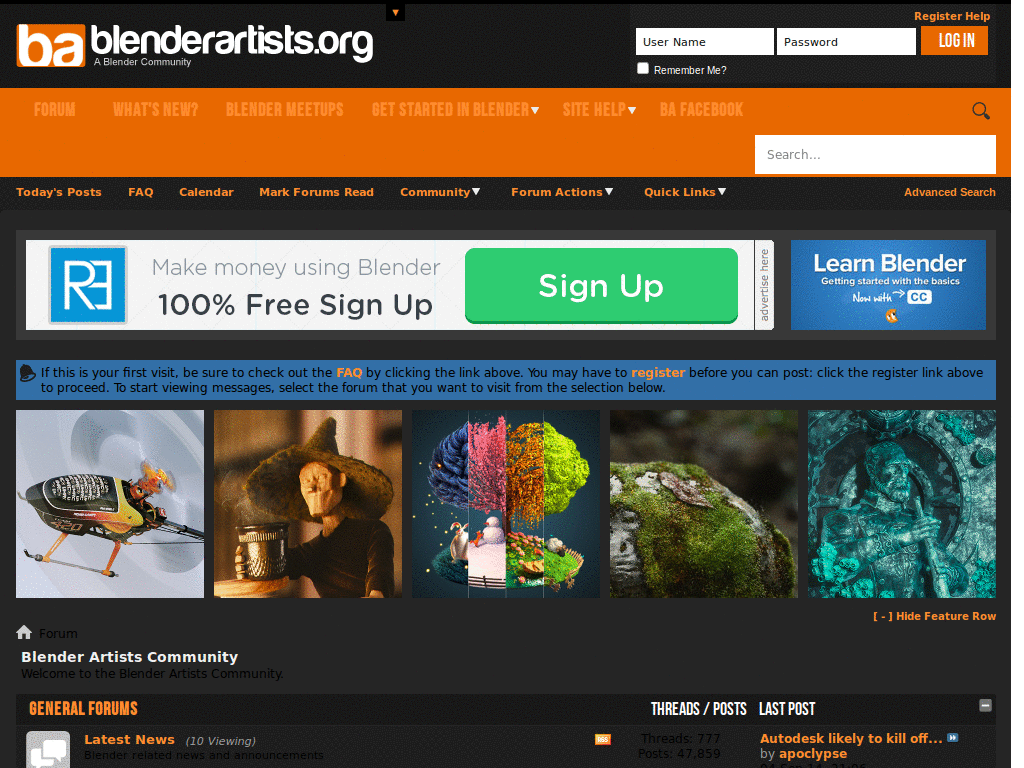 Register Help
ba blenderartists.org
A Blender Community
User Name
Password
LOG IN
Remember Me?
FORUM
WHAT'S NEW?
BLENDER MEETUPS
GET STARTED IN BLENDER
SITE HELP
BA FACEBOOK
Search...
Today's Posts
FAQ
Calendar
Mark Forums Read
Community
Forum Actions
Quick Links
Advanced Search
Make money using Blender
100% Free Sign Up
Sign Up
advertise here
Learn Blender
Getting started with the basics
Now with CC
If this is your first visit, be sure to check out the FAQ by clicking the link above. You may have to register before you can post: click the register link above
to proceed. To start viewing messages, select the forum that you want to visit from the selection below.
[ - ] Hide Feature Row
Forum
Blender Artists Community
Welcome to the Blender Artists Community.
GENERAL FORUMS
THREADS / POSTS
LAST POST
Latest News
(10 Viewing)
Blender related news and announcements
RSS
Threads: 777
Posts: 47,859
Autodesk likely to kill off...
by apoclypse